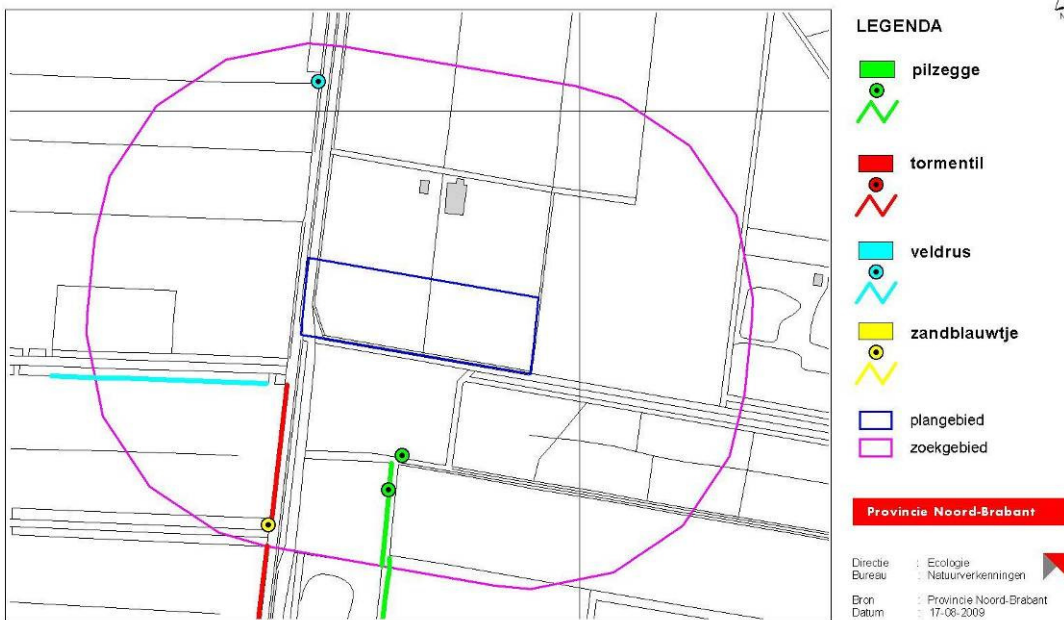 LEGENDA
pilzegge
tormentil
veldrus
zandblauwtje
plangebied
zoekgebied
Provincie Noord-Brabant
Directie : Ecologie
Bureau : Natuurverkenningen
Bron : Provincie Noord-Brabant
Datum : 17-08-2009